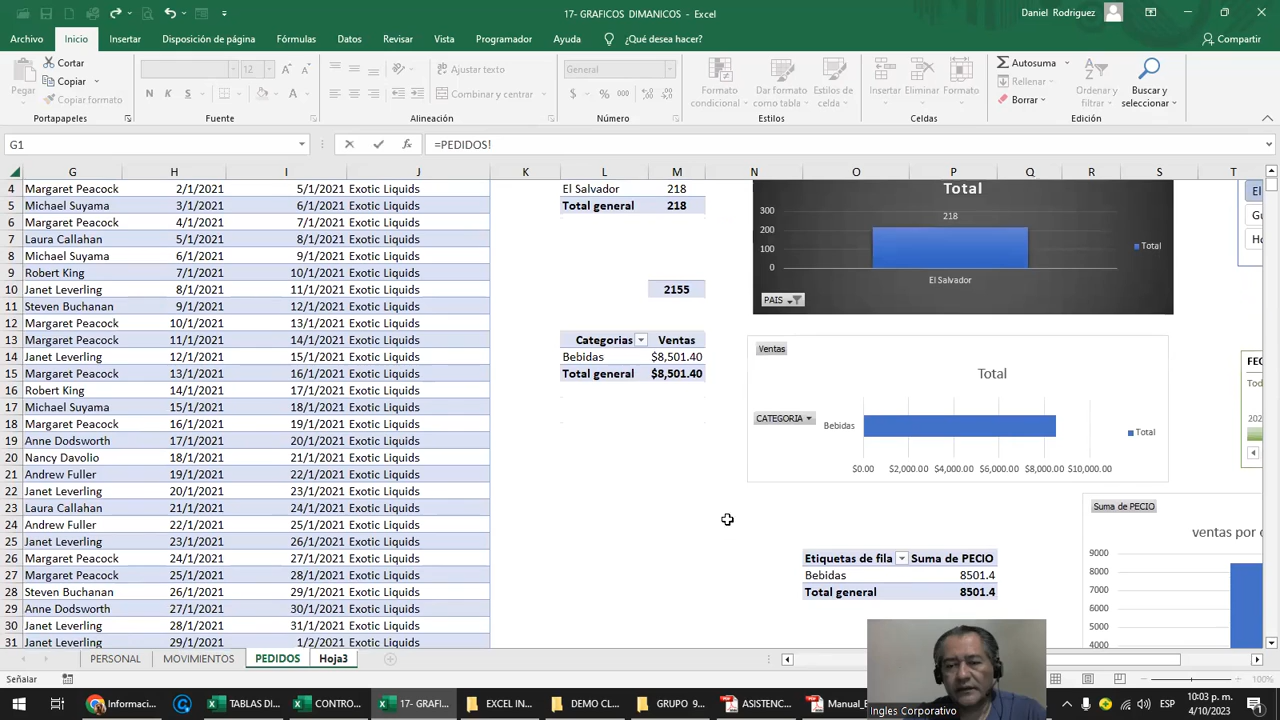 17- GRAFICOS DIMANICOS - Excel
Daniel Rodriguez
Archivo Inicio Insertar Disposición de página Fórmulas Datos Revisar Vista Programador Ayuda ¿Qué desea hacer? Compartir
Pegar
Cortar
Copiar
Copiar formato
12
Ajustar texto
Combinar y centrar
General
Formato condicional
Dar formato como tabla
Estilos de celda
Insertar
Eliminar
Formato
Autosuma
Rellenar
Borrar
Ordenar y filtrar
Buscar y seleccionar
Portapapeles Fuente Alineación Número Estilos Celdas Edición
G1 =PEDIDOS!
G H I J K L M N O P Q R S T
4 Margaret Peacock 2/1/2021 5/1/2021 Exotic Liquids El Salvador 218
5 Michael Suyama 3/1/2021 6/1/2021 Exotic Liquids Total general 218
6 Margaret Peacock 4/1/2021 7/1/2021 Exotic Liquids
7 Laura Callahan 5/1/2021 8/1/2021 Exotic Liquids
8 Michael Suyama 6/1/2021 9/1/2021 Exotic Liquids
9 Robert King 7/1/2021 10/1/2021 Exotic Liquids
10 Janet Leverling 8/1/2021 11/1/2021 Exotic Liquids 2155
11 Steven Buchanan 9/1/2021 12/1/2021 Exotic Liquids
12 Margaret Peacock 10/1/2021 13/1/2021 Exotic Liquids
13 Margaret Peacock 11/1/2021 14/1/2021 Exotic Liquids Categorias Ventas
14 Janet Leverling 12/1/2021 15/1/2021 Exotic Liquids Bebidas $8,501.40
15 Margaret Peacock 13/1/2021 16/1/2021 Exotic Liquids Total general $8,501.40
16 Robert King 14/1/2021 17/1/2021 Exotic Liquids
17 Michael Suyama 15/1/2021 18/1/2021 Exotic Liquids
18 Margaret Peacock 16/1/2021 19/1/2021 Exotic Liquids
19 Anne Dodsworth 17/1/2021 20/1/2021 Exotic Liquids
20 Nancy Davolio 18/1/2021 21/1/2021 Exotic Liquids
21 Andrew Fuller 19/1/2021 22/1/2021 Exotic Liquids
22 Janet Leverling 20/1/2021 23/1/2021 Exotic Liquids
23 Laura Callahan 21/1/2021 24/1/2021 Exotic Liquids
24 Andrew Fuller 22/1/2021 25/1/2021 Exotic Liquids
25 Janet Leverling 23/1/2021 26/1/2021 Exotic Liquids
26 Margaret Peacock 24/1/2021 27/1/2021 Exotic Liquids
27 Margaret Peacock 25/1/2021 28/1/2021 Exotic Liquids
28 Steven Buchanan 26/1/2021 29/1/2021 Exotic Liquids
29 Anne Dodsworth 27/1/2021 30/1/2021 Exotic Liquids
30 Janet Leverling 28/1/2021 31/1/2021 Exotic Liquids
31 Janet Leverling 29/1/2021 1/2/2021 Exotic Liquids
Total
300
200
100
0
218
Total
El Salvador
PAIS
El
Gu
Ho
Ventas
Total
CATEGORIA
Bebidas
Total
$0.00 $2,000.00 $4,000.00 $6,000.00 $8,000.00 $10,000.00
FEC
Tod
202
Suma de PECIO
ventas por c
9000
8000
7000
6000
5000
4000
Etiquetas de fila Suma de PECIO
Bebidas 8501.4
Total general 8501.4
PERSONAL MOVIMIENTOS PEDIDOS Hoja3
Señalar
100%
Informaci TABLAS DI CONTRO 17- GRAFI EXCEL IN DEMO CL GRUPO 9 ASISTENC Manual_E
ESP
10:03 p. m.
4/10/2023
Ingles Corporativo